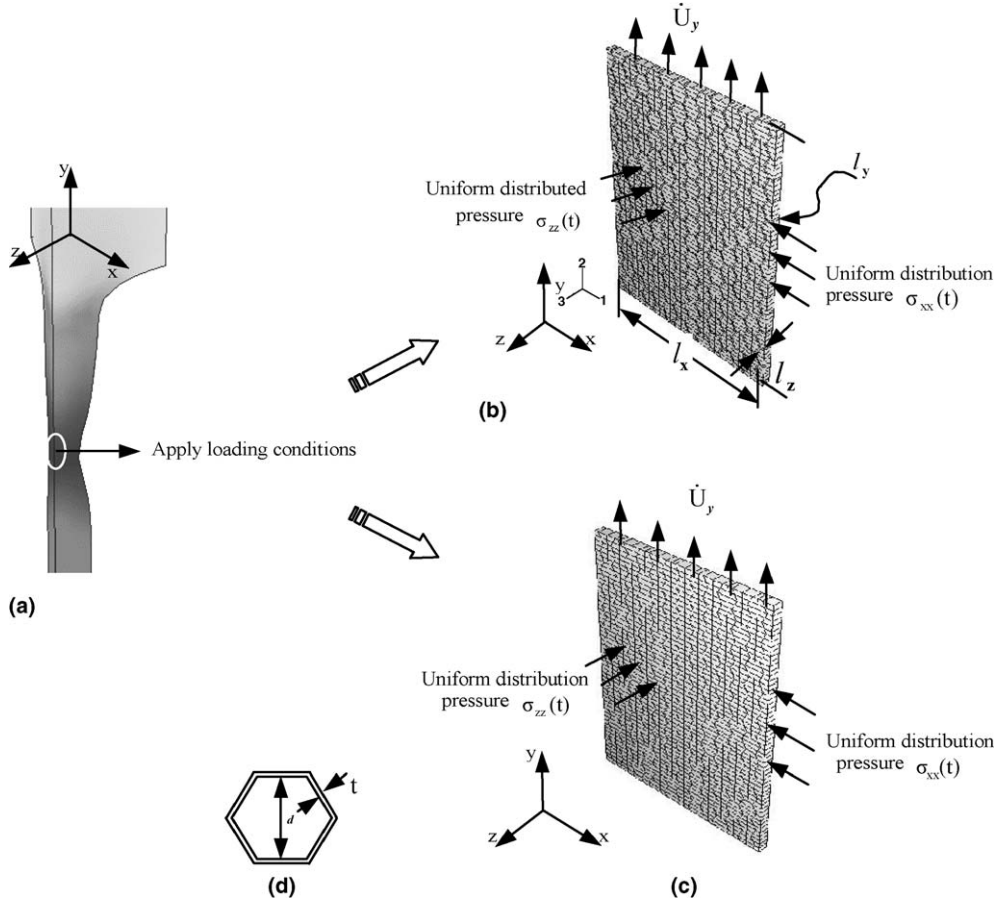 U̇y
y
z
x
Uniform distributed
pressure σzz(t)
ly
Uniform distribution
pressure σxx(t)
2
3
1
y
z
x
lx
lz
(b)
Apply loading conditions
(a)
U̇y
Uniform distribution
pressure σzz(t)
Uniform distribution
pressure σxx(t)
y
z
x
t
d
(d)
(c)